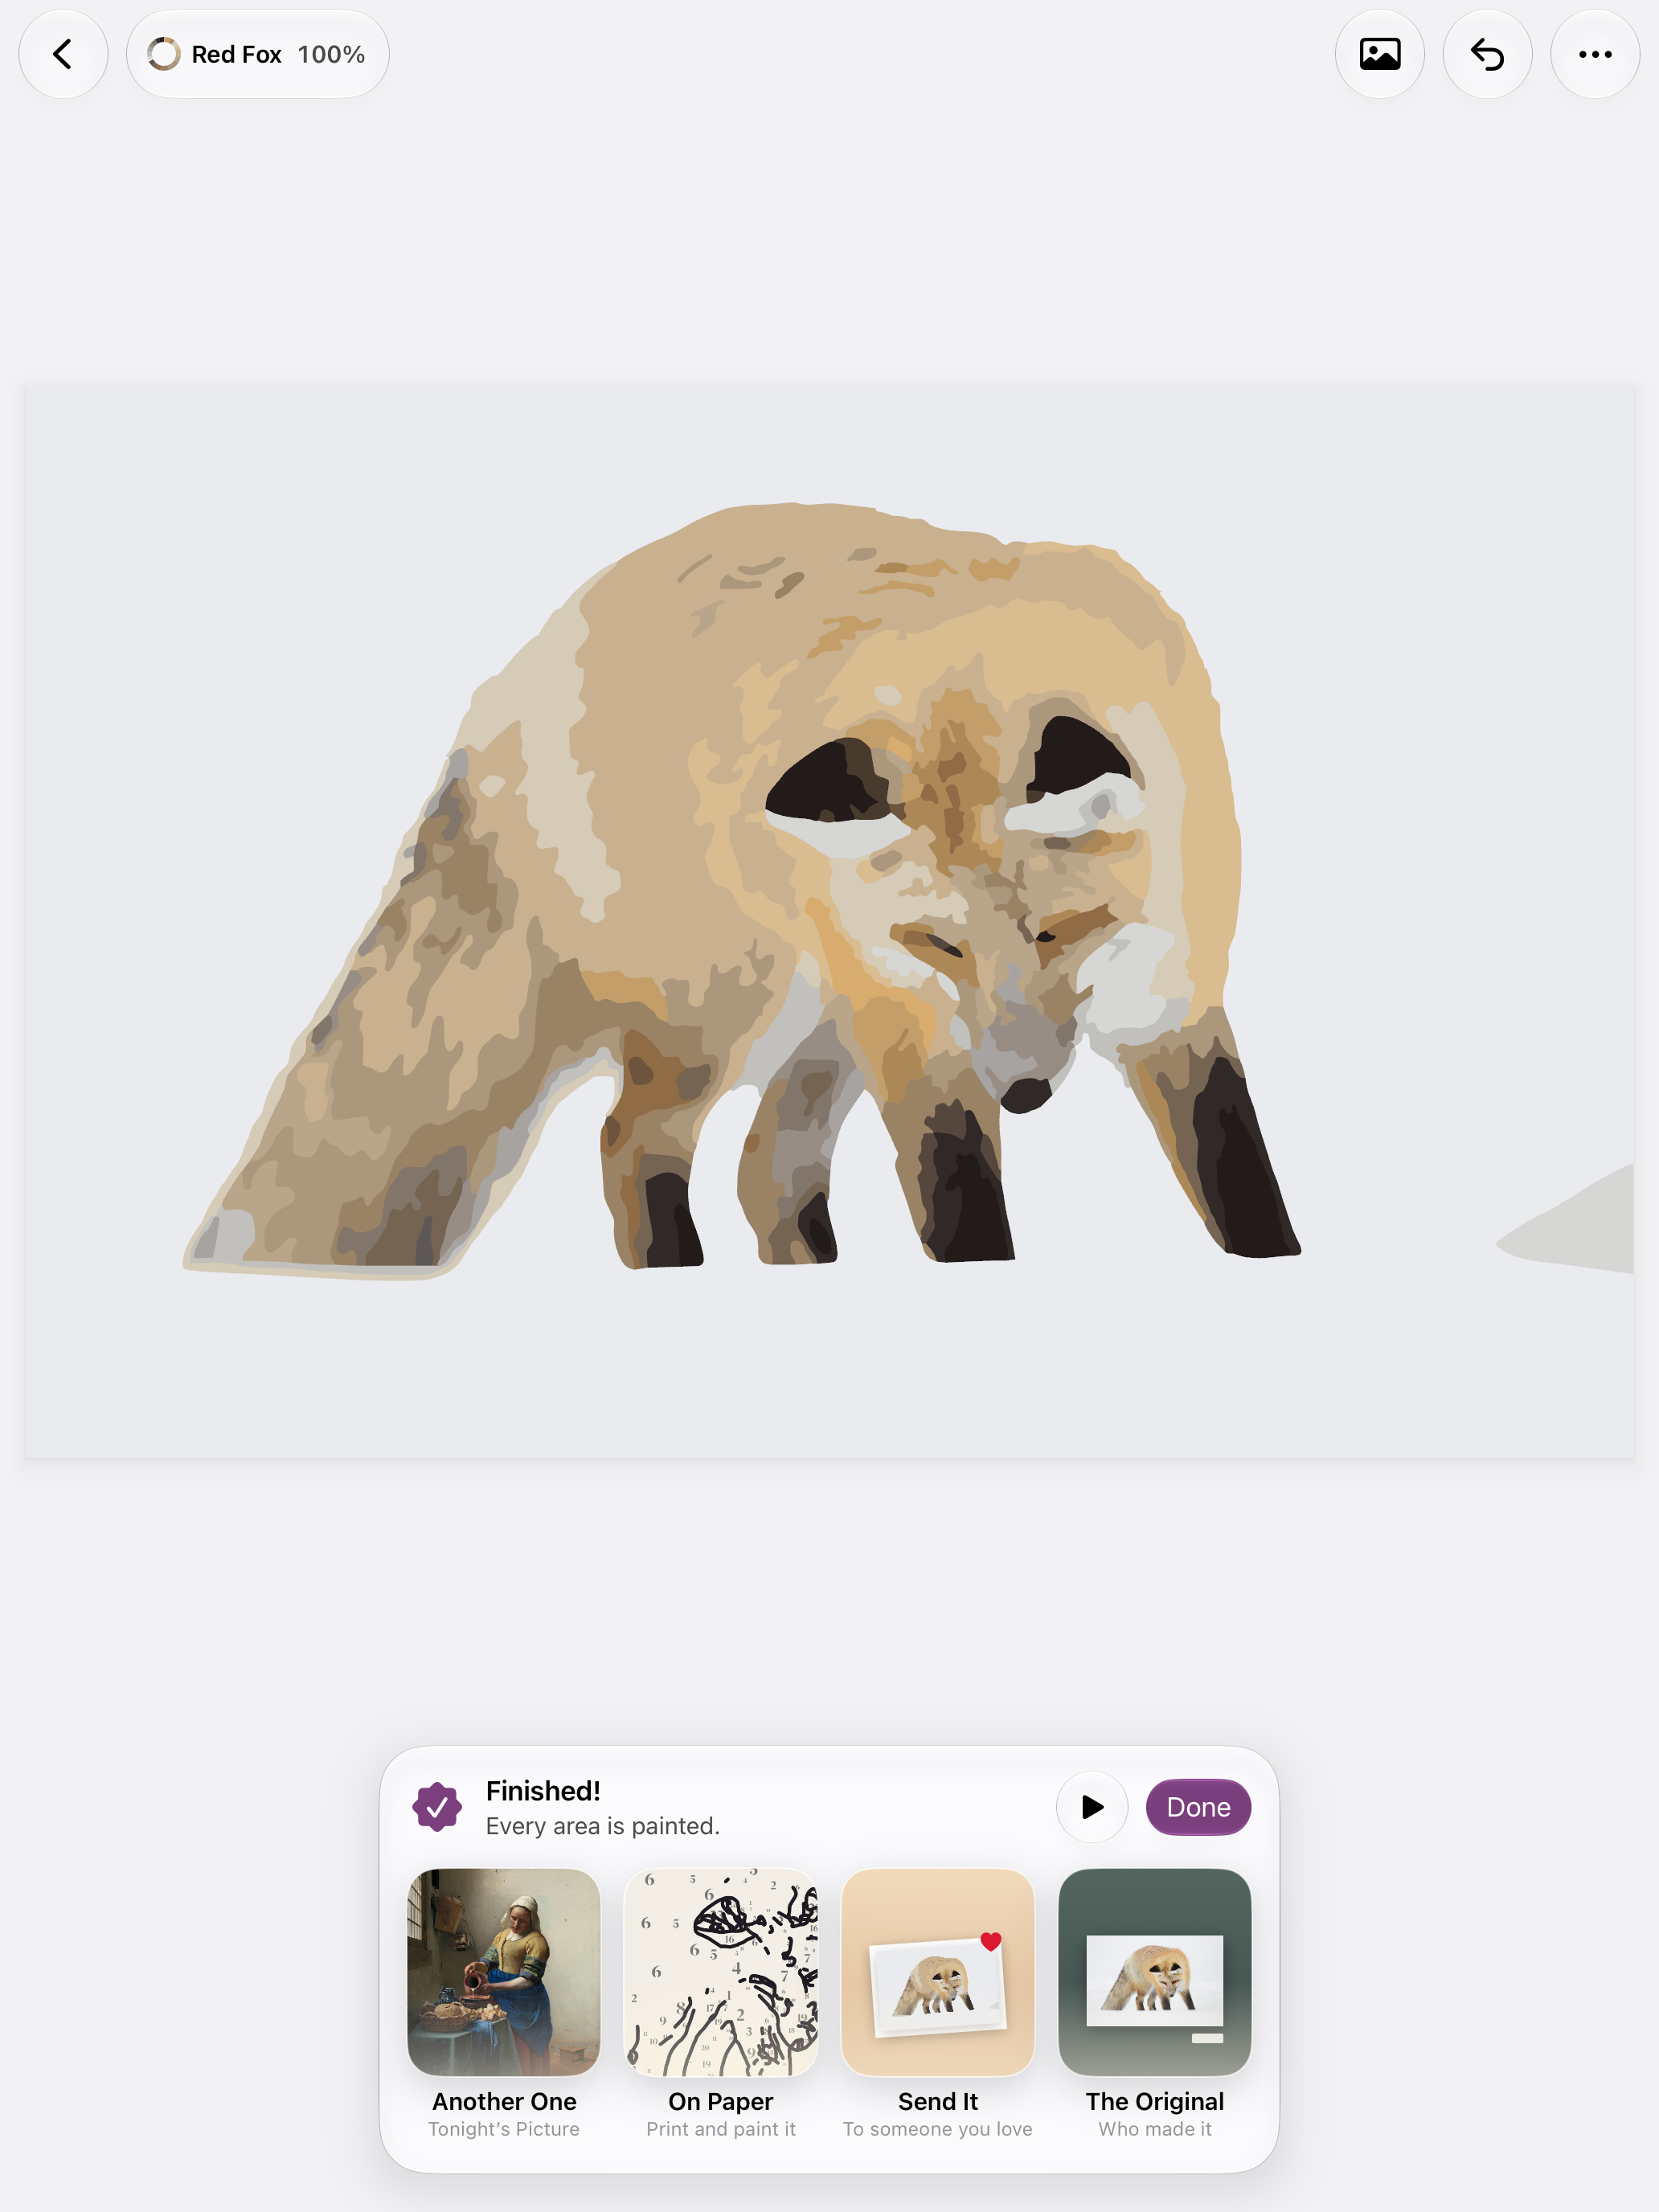 Red Fox 100%
Finished!
Every area is painted.
Done
Another One
Tonight’s Picture
On Paper
Print and paint it
Send It
To someone you love
The Original
Who made it